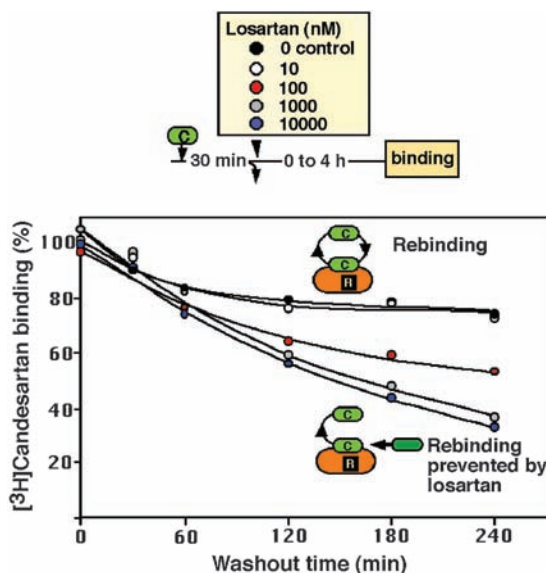 Losartan (nM)
0 control
10
100
1000
10000
C
30 min
0 to 4 h
binding
[³H]Candesartan binding (%)
100
80
60
40
20
C
C
R
Rebinding
C
C
R
Rebinding
prevented by
losartan
0
60
120
180
240
Washout time (min)